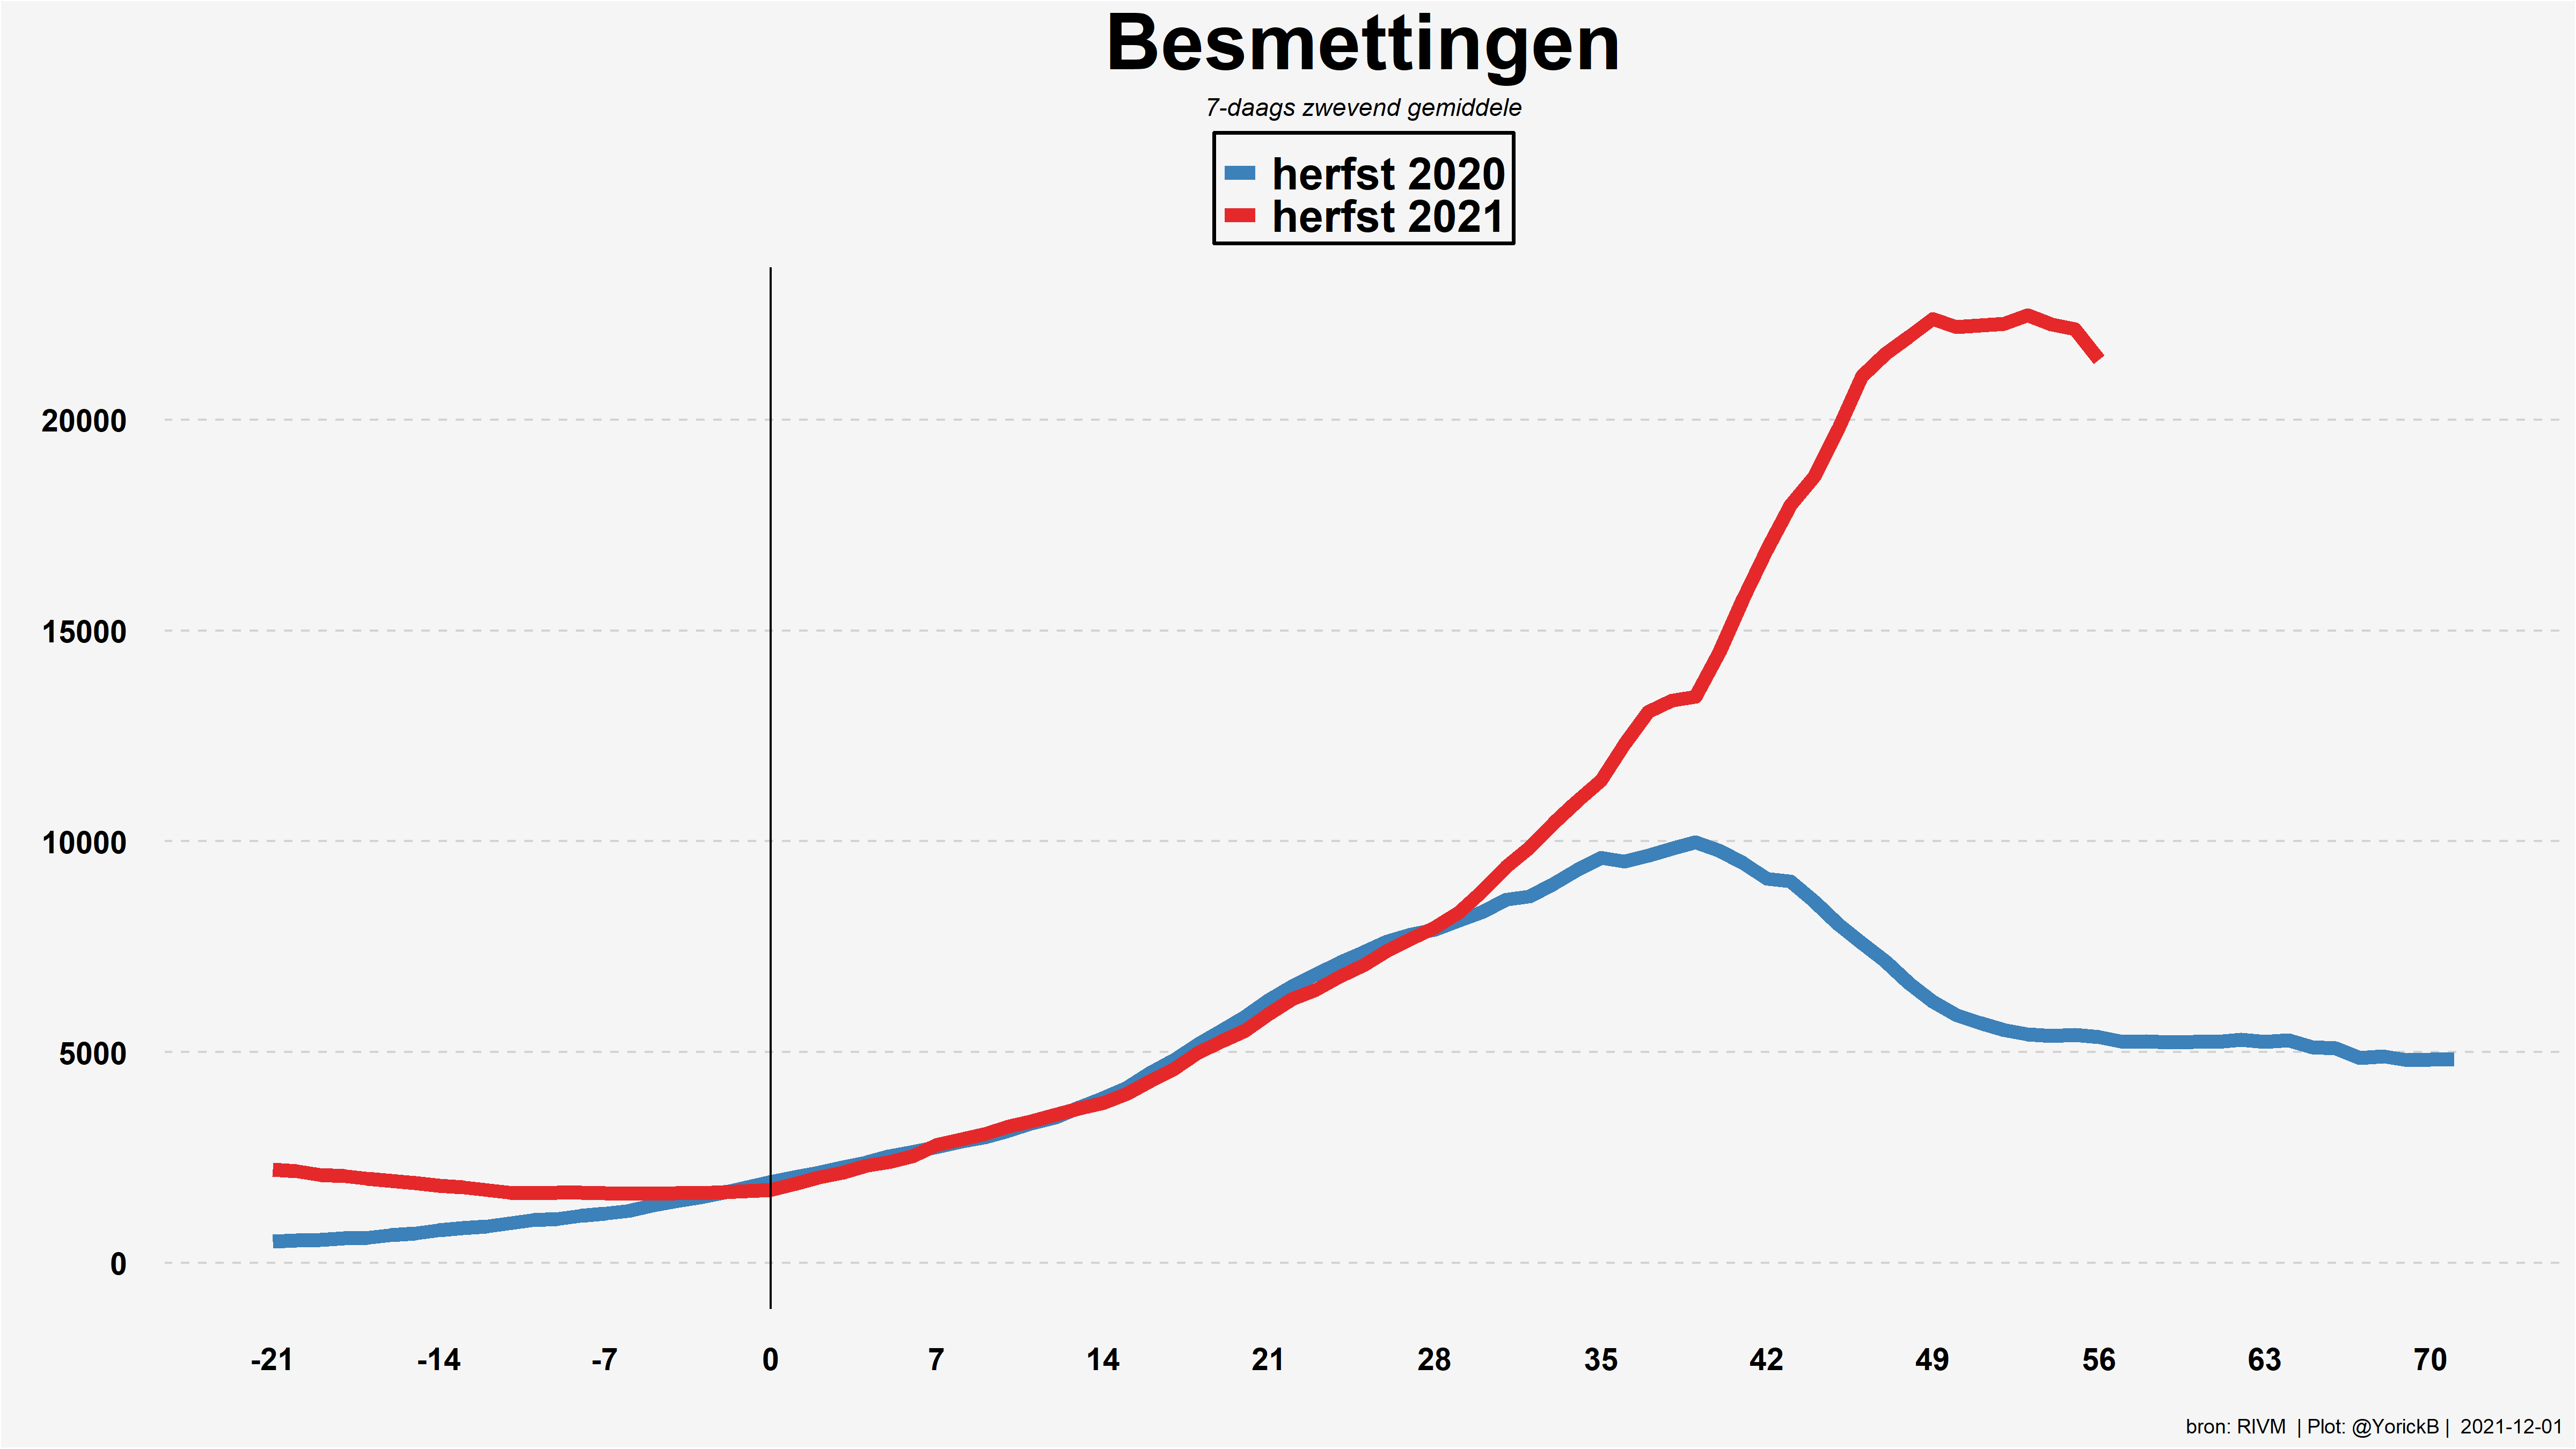 Besmettingen
7-daags zwevend gemiddele
herfst 2020
herfst 2021
20000
15000
10000
5000
0
-21 -14 -7 0 7 14 21 28 35 42 49 56 63 70
bron: RIVM | Plot: @YorickB | 2021-12-01